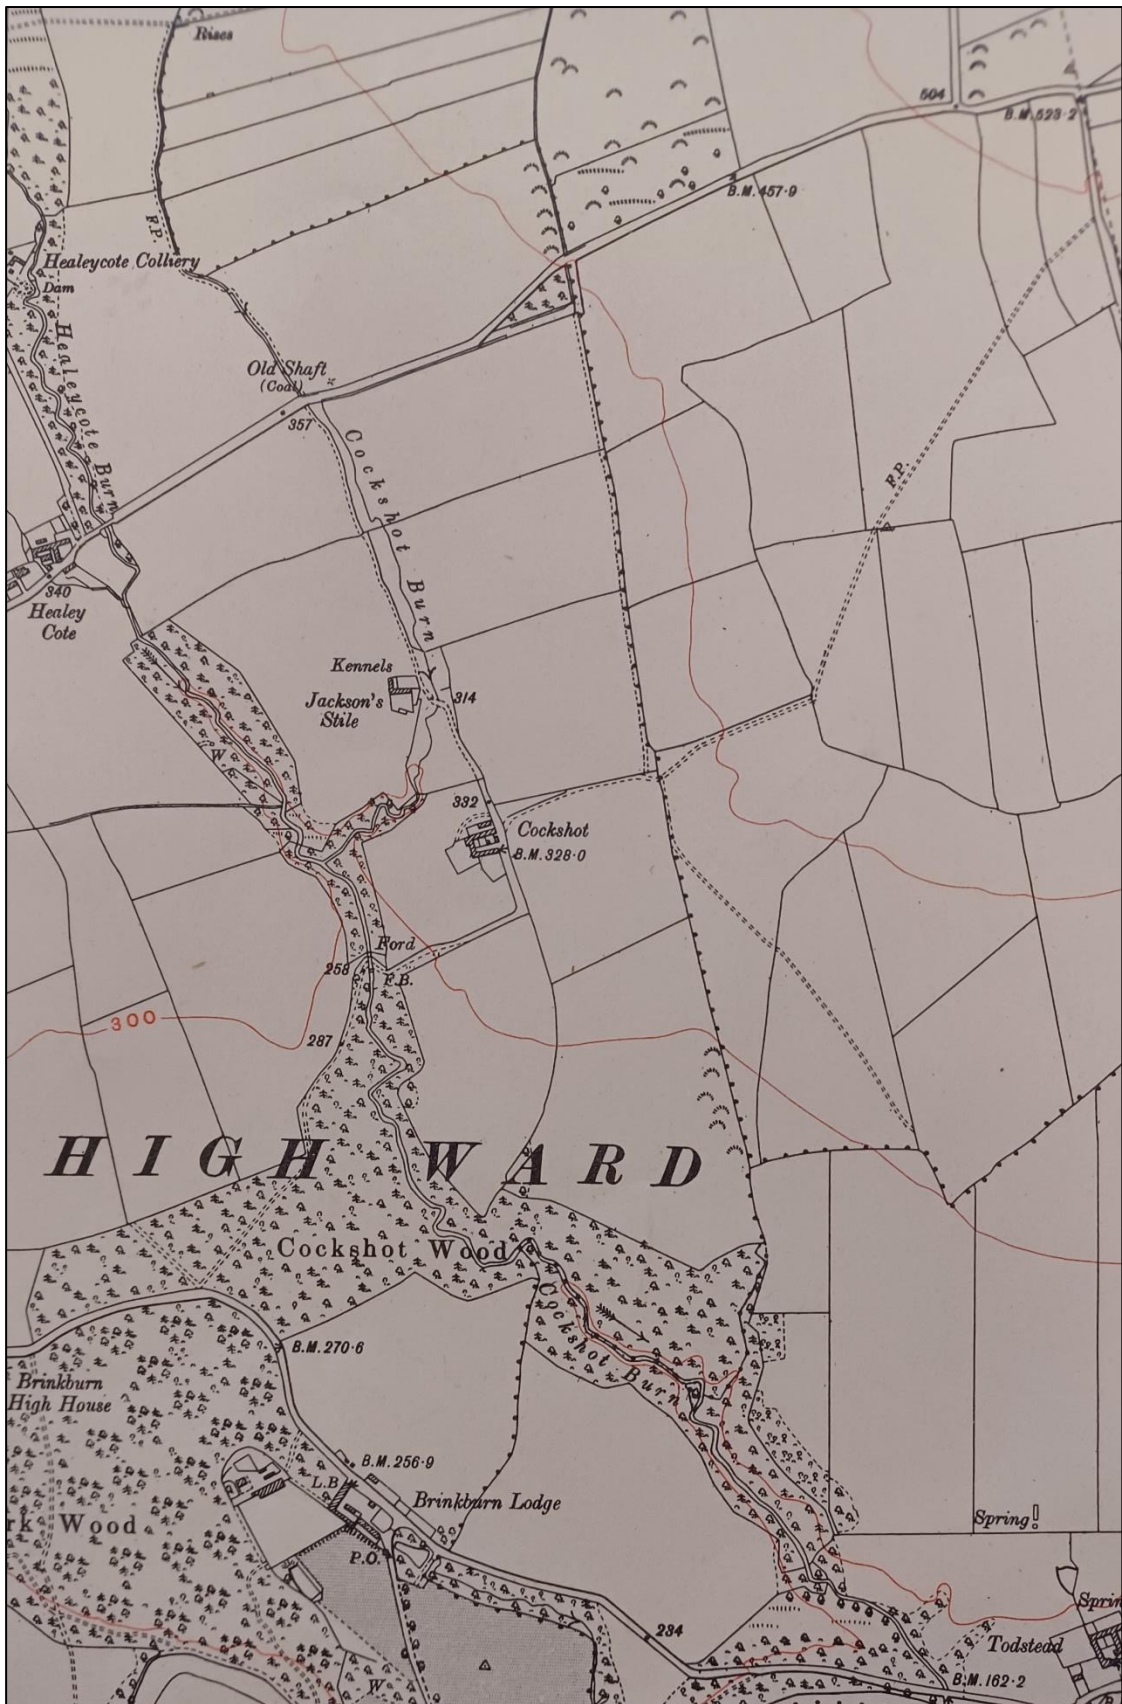 Rises
504
B.M.523·2
B.M.457·9
F.P.
Healeycote Colliery
Dam
Healeycote Burn
Old Shaft
(Coal)
357
Cockshot Burn
F.P.
340
Healey
Cote
Kennels
Jackson's
Stile
314
W
332
Cockshot
B.M.328·0
Ford
258
F.B.
300
287
HIGH WARD
Cockshot Wood
Cockshot Burn
B.M.270·6
Brinkburn
High House
B.M.256·9
L.B
Brinkburn Lodge
rk Wood
P.O.
Spring
234
Sprin
Todstead
W
B.M.162·2